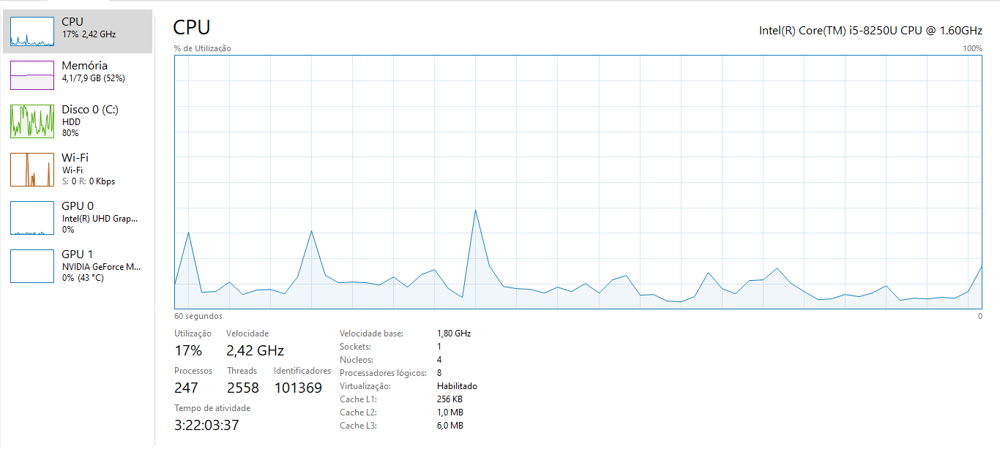 CPU
17% 2,42 GHz
Memória
4,1/7,9 GB (52%)
Disco 0 (C:)
HDD
80%
Wi-Fi
Wi-Fi
S: 0 R: 0 Kbps
GPU 0
Intel(R) UHD Grap...
0%
GPU 1
NVIDIA GeForce M...
0% (43 °C)
CPU
Intel(R) Core(TM) i5-8250U CPU @ 1.60GHz
% de Utilização
100%
60 segundos
0
Utilização
17%
Velocidade
2,42 GHz
Processos
247
Threads
2558
Identificadores
101369
Tempo de atividade
3:22:03:37
Velocidade base: 1,80 GHz
Sockets: 1
Núcleos: 4
Processadores lógicos: 8
Virtualização: Habilitado
Cache L1: 256 KB
Cache L2: 1,0 MB
Cache L3: 6,0 MB